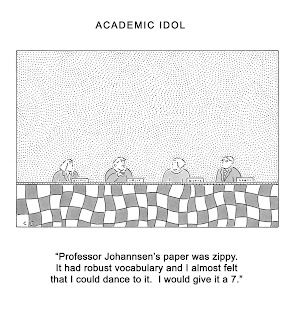 ACADEMIC IDOL
“Professor Johannsen’s paper was zippy.
It had robust vocabulary and I almost felt
that I could dance to it.  I would give it a 7.”